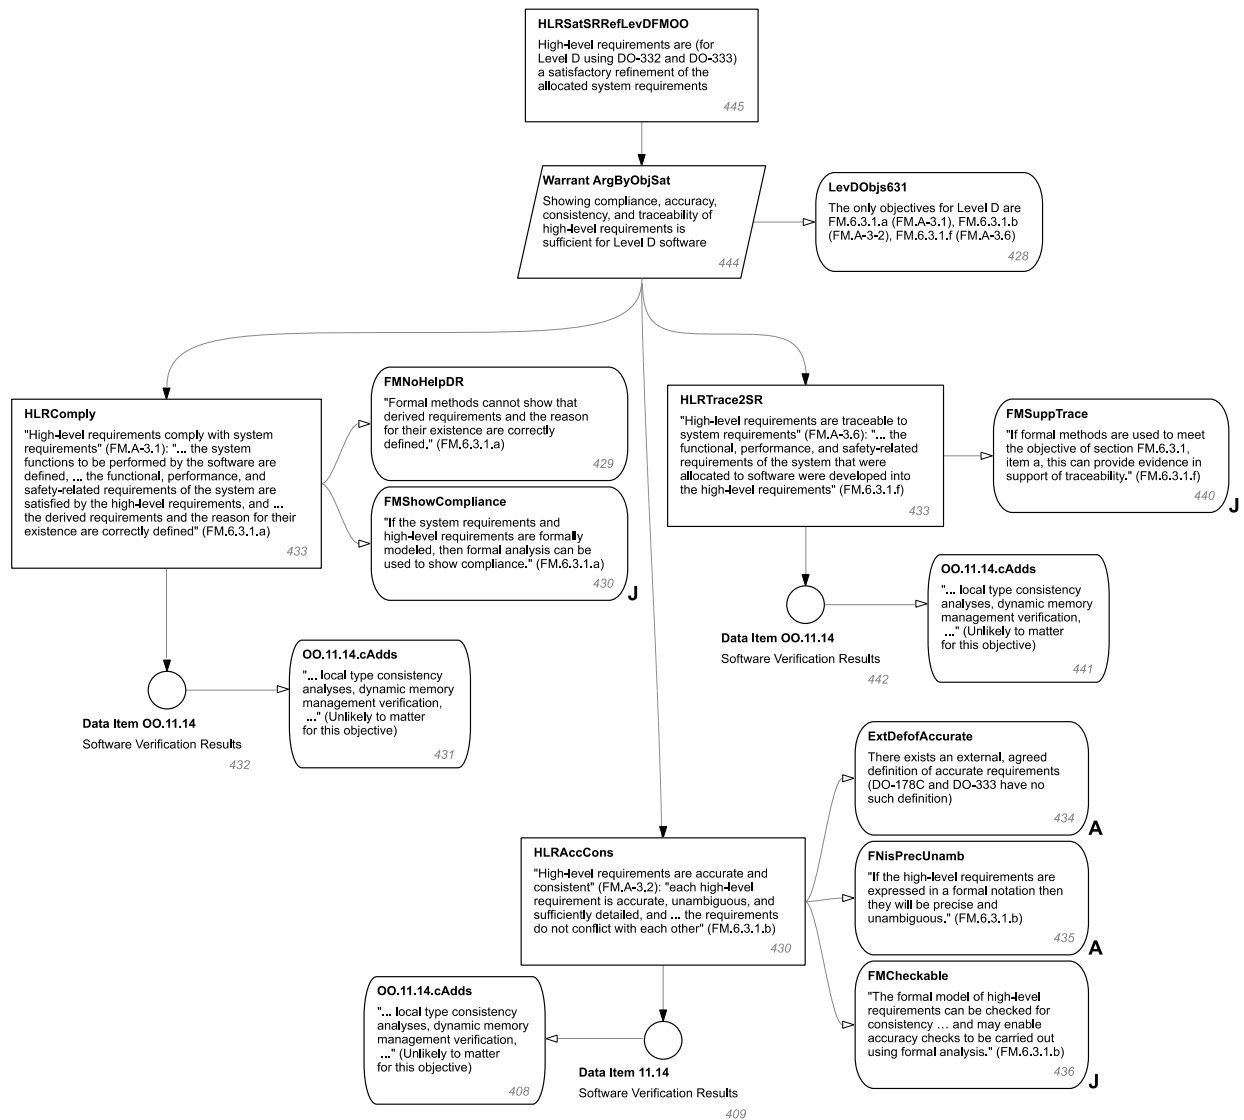 HLRSatSRRefLevDFMOO
High-level requirements are (for
Level D using DO-332 and DO-333)
a satisfactory refinement of the
allocated system requirements
445
Warrant ArgByObjSat
Showing compliance, accuracy,
consistency, and traceability of
high-level requirements is
sufficient for Level D software
444
LevDObjs631
The only objectives for Level D are
FM.6.3.1.a (FM.A-3.1), FM.6.3.1.b
(FM.A-3-2), FM.6.3.1.f (FM.A-3.6)
428
HLRComply
"High-level requirements comply with system
requirements" (FM.A-3.1): "... the system
functions to be performed by the software are
defined, ... the functional, performance, and
safety-related requirements of the system are
satisfied by the high-level requirements, and ...
the derived requirements and the reason for their
existence are correctly defined" (FM.6.3.1.a)
433
FMNoHelpDR
"Formal methods cannot show that
derived requirements and the reason
for their existence are correctly
defined." (FM.6.3.1.a)
429
FMShowCompliance
"If the system requirements and
high-level requirements are formally
modeled, then formal analysis can be
used to show compliance." (FM.6.3.1.a)
430
J
HLRTrace2SR
"High-level requirements are traceable to
system requirements" (FM.A-3.6): "... the
functional, performance, and safety-related
requirements of the system that were
allocated to software were developed into
the high-level requirements" (FM.6.3.1.f)
433
FMSuppTrace
"If formal methods are used to meet
the objective of section FM.6.3.1,
item a, this can provide evidence in
support of traceability." (FM.6.3.1.f)
440
J
Data Item OO.11.14
Software Verification Results
442
OO.11.14.cAdds
"... local type consistency
analyses, dynamic memory
management verification,
..." (Unlikely to matter
for this objective)
441
Data Item OO.11.14
Software Verification Results
432
OO.11.14.cAdds
"... local type consistency
analyses, dynamic memory
management verification,
..." (Unlikely to matter
for this objective)
431
HLRAccCons
"High-level requirements are accurate and
consistent" (FM.A-3.2): "each high-level
requirement is accurate, unambiguous, and
sufficiently detailed, and ... the requirements
do not conflict with each other" (FM.6.3.1.b)
430
ExtDefofAccurate
There exists an external, agreed
definition of accurate requirements
(DO-178C and DO-333 have no
such definition)
434
A
FNisPrecUnamb
"If the high-level requirements are
expressed in a formal notation then
they will be precise and
unambiguous." (FM.6.3.1.b)
435
A
FMCheckable
"The formal model of high-level
requirements can be checked for
consistency ... and may enable
accuracy checks to be carried out
using formal analysis." (FM.6.3.1.b)
436
J
OO.11.14.cAdds
"... local type consistency
analyses, dynamic memory
management verification,
..." (Unlikely to matter
for this objective)
408
Data Item 11.14
Software Verification Results
409